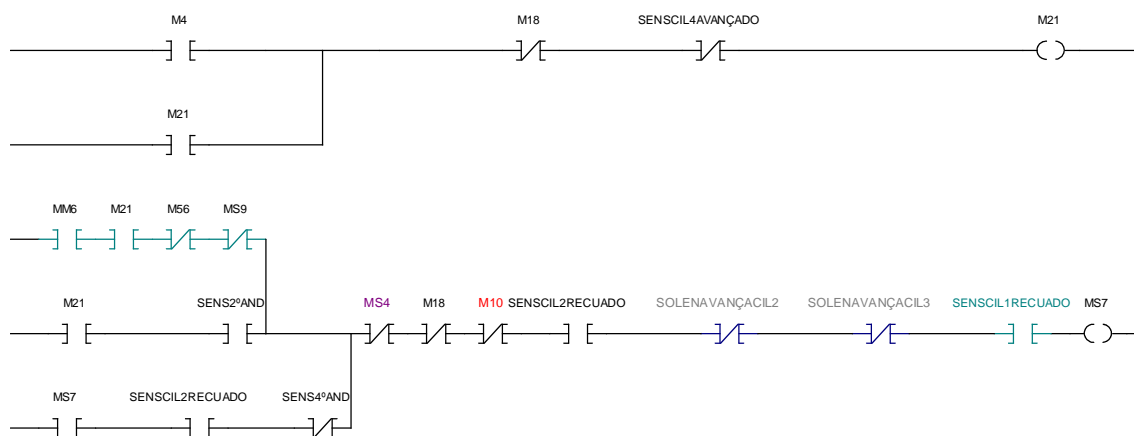 M4 M18 SENSCIL4AVANÇADO M21
M21
MM6 M21 M56 MS9
M21 SENS2ºAND MS4 M18 M10 SENSCIL2RECUADO SOLENAVANÇACIL2 SOLENAVANÇACIL3 SENSCIL1RECUADO MS7
MS7 SENSCIL2RECUADO SENS4ºAND